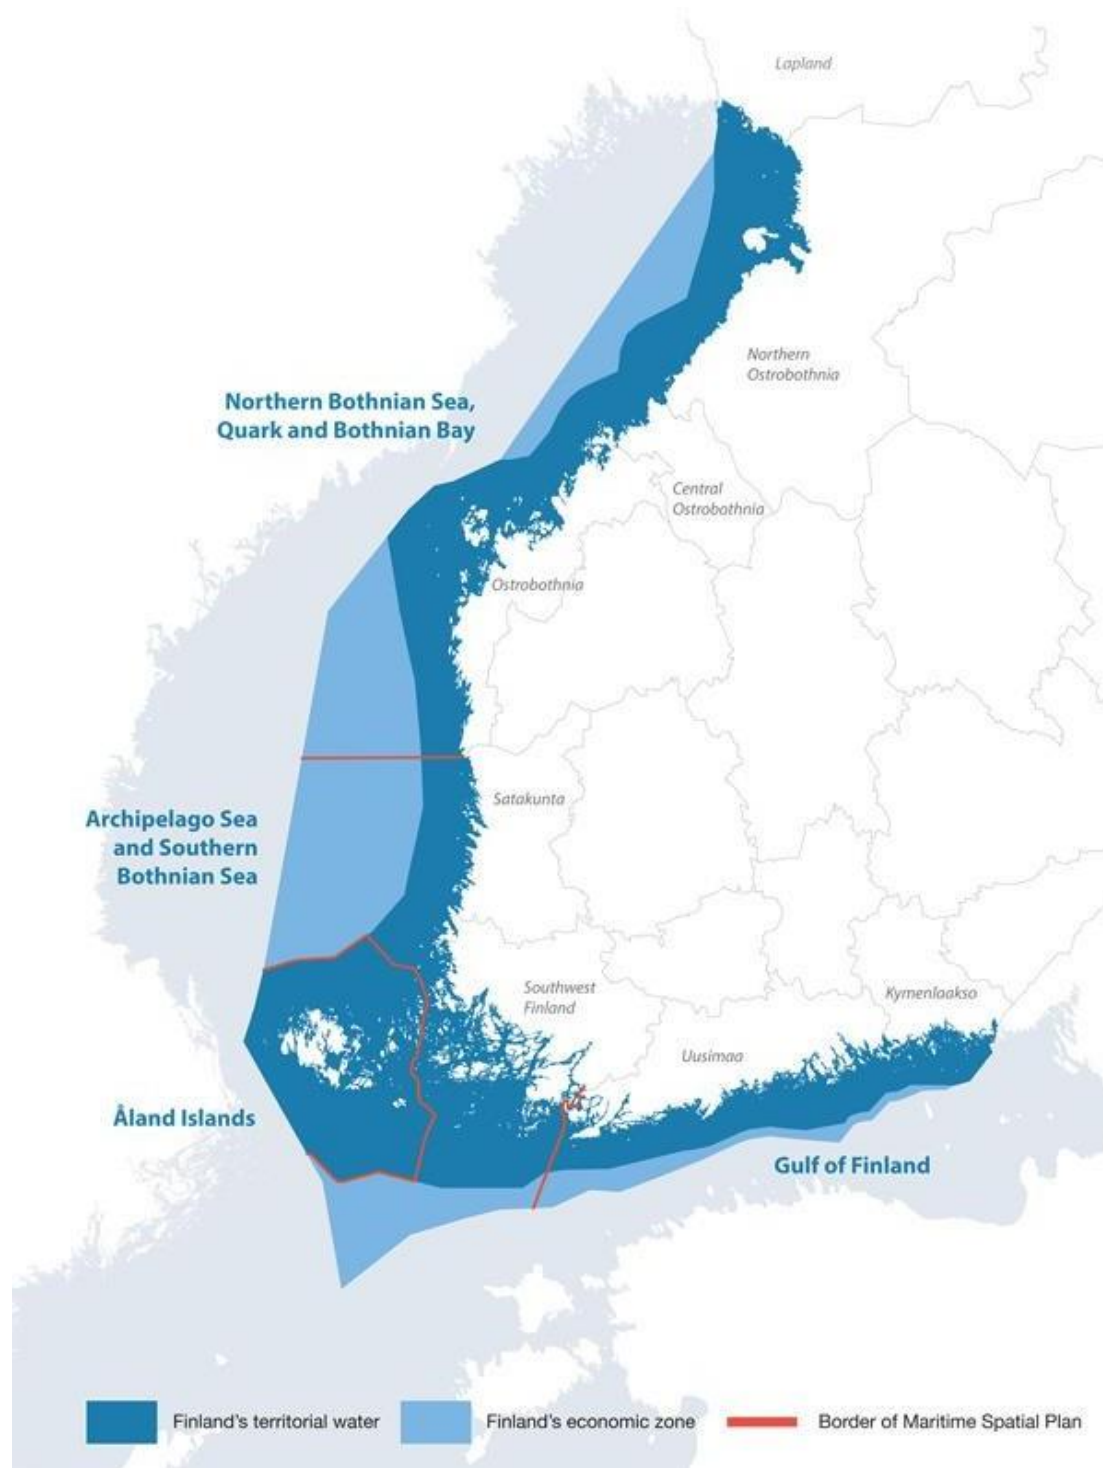 Lapland
Northern
Ostrobothnia
Northern Bothnian Sea,
Quark and Bothnian Bay
Central
Ostrobothnia
Ostrobothnia
Satakunta
Archipelago Sea
and Southern
Bothnian Sea
Southwest
Finland
Kymenlaakso
Uusimaa
Åland Islands
Gulf of Finland
Finland's territorial water
Finland's economic zone
Border of Maritime Spatial Plan